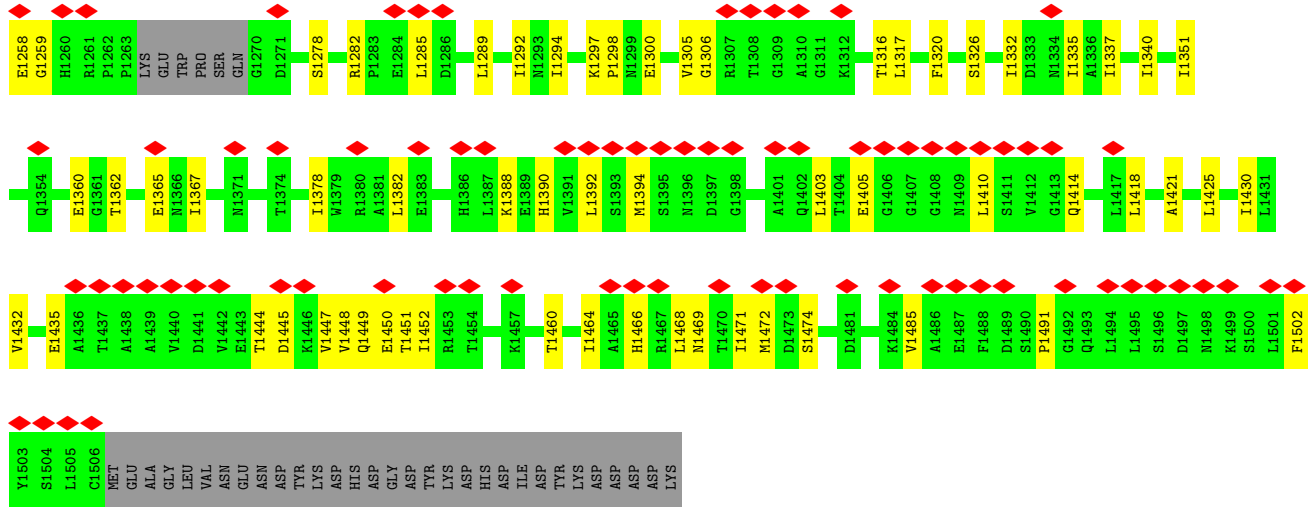 E1258 G1259 H1260 R1261 P1262 P1263 LYS GLU TRP PRO SER GLN G1270 D1271 S1278 R1282 P1283 E1284 L1285 D1286 L1289 I1292 N1293 I1294 K1297 P1298 N1299 E1300 V1305 G1306 R1307 T1308 G1309 A1310 G1311 K1312 T1316 L1317 F1320 S1326 I1332 D1333 N1334 I1335 A1336 I1337 I1340 I1351
Q1354 E1360 G1361 T1362 E1365 N1366 I1367 N1371 T1374 I1378 W1379 R1380 A1381 L1382 E1383 H1386 L1387 K1388 E1389 H1390 V1391 L1392 S1393 M1394 S1395 N1396 D1397 G1398 A1401 Q1402 L1403 T1404 E1405 G1406 G1407 G1408 N1409 L1410 S1411 V1412 G1413 Q1414 L1417 L1418 A1421 L1425 I1430 L1431
V1432 E1435 A1436 T1437 A1438 A1439 V1440 D1441 V1442 E1443 T1444 D1445 K1446 V1447 V1448 Q1449 E1450 T1451 I1452 R1453 T1454 K1457 T1460 I1464 A1465 H1466 R1467 L1468 N1469 T1470 I1471 M1472 D1473 S1474 D1481 K1484 V1485 A1486 E1487 F1488 D1489 S1490 P1491 G1492 Q1493 L1494 L1495 S1496 D1497 N1498 K1499 S1500 L1501 F1502
Y1503 S1504 L1505 C1506 MET GLU ALA GLY LEU VAL ASN GLU ASN ASP TYR LYS ASP HIS ASP GLY ASP TYR LYS ASP HIS ASP ILE ASP TYR LYS ASP ASP ASP ASP LYS